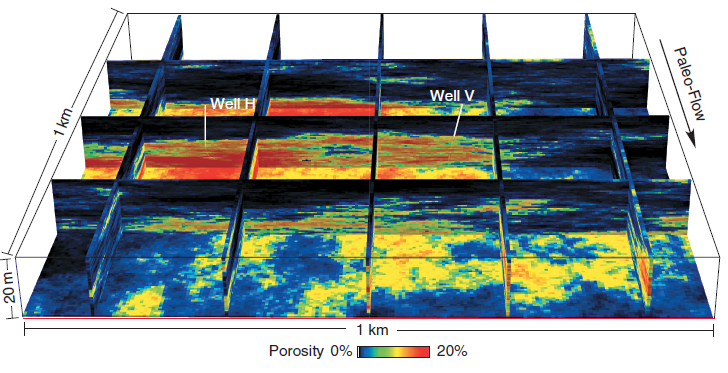 Paleo-Flow
1 km
Well H
Well V
20 m
1 km
Porosity 0% 20%